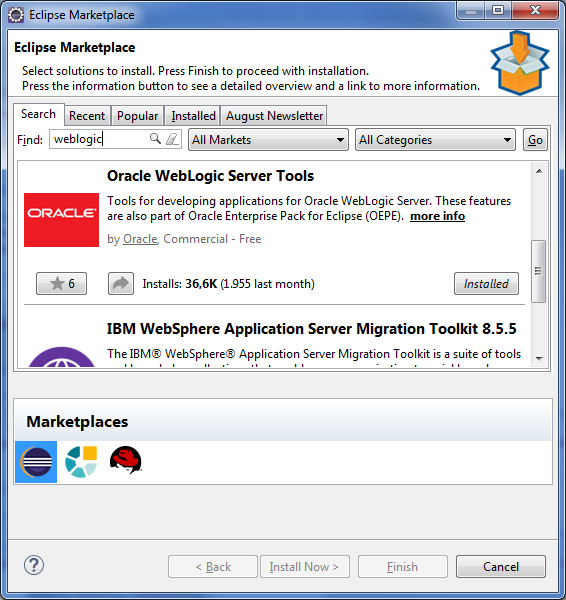 Eclipse Marketplace
Eclipse Marketplace
Select solutions to install. Press Finish to proceed with installation.
Press the information button to see a detailed overview and a link to more information.
Search Recent Popular Installed August Newsletter
Find: weblogic All Markets All Categories Go
Oracle WebLogic Server Tools
ORACLE
Tools for developing applications for Oracle WebLogic Server. These features
are also part of Oracle Enterprise Pack for Eclipse (OEPE). more info
by Oracle, Commercial - Free
6 Installs: 36,6K (1.955 last month) Installed
IBM WebSphere Application Server Migration Toolkit 8.5.5
The IBM® WebSphere® Application Server Migration Toolkit is a suite of tools
Marketplaces
? < Back Install Now > Finish Cancel